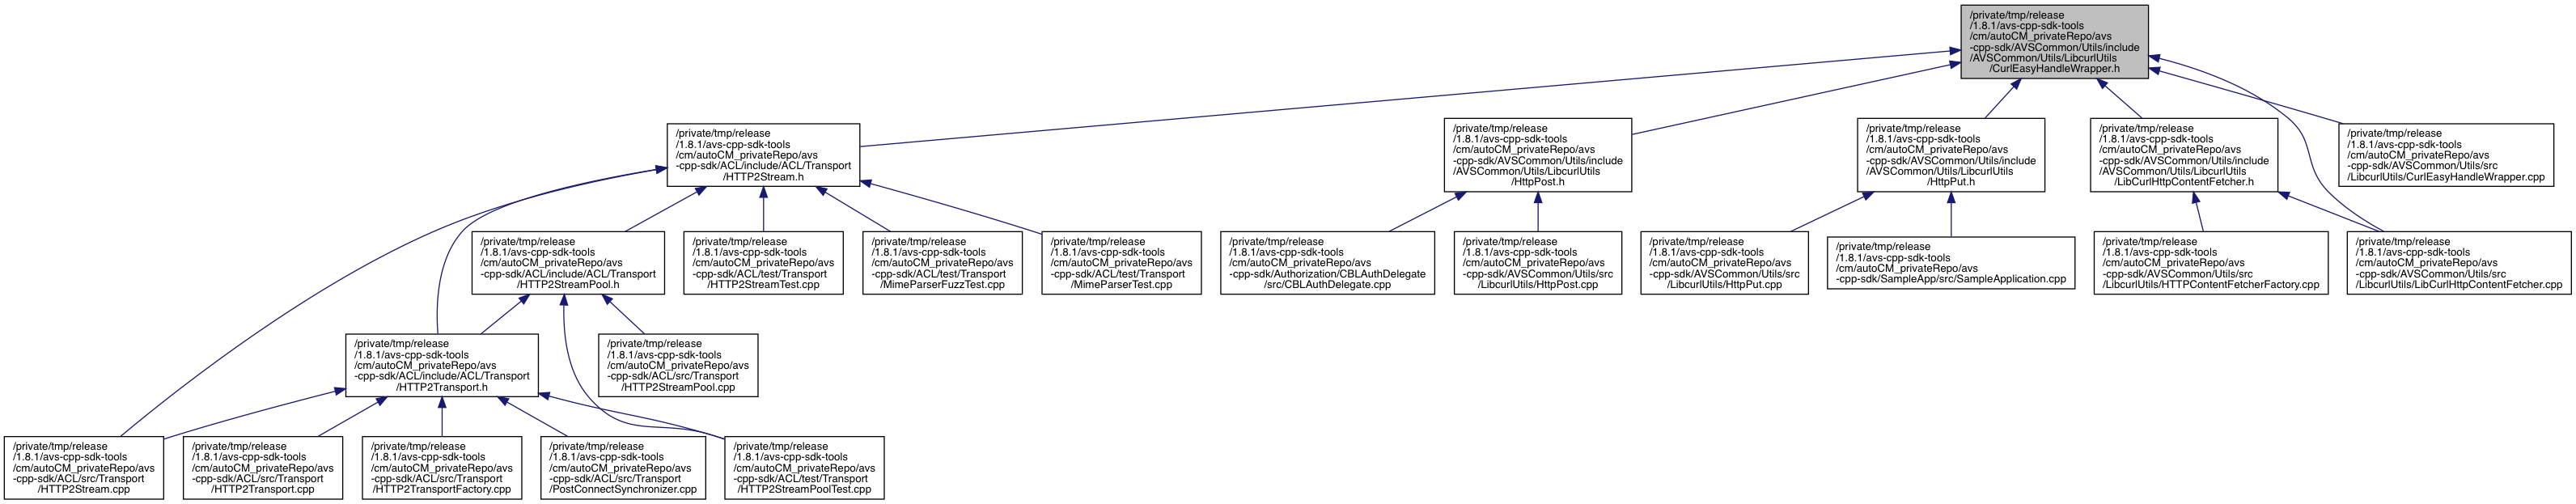 /private/tmp/release
/1.8.1/avs-cpp-sdk-tools
/cm/autoCM_privateRepo/avs
-cpp-sdk/AVSCommon/Utils/include
/AVSCommon/Utils/LibcurlUtils
/CurlEasyHandleWrapper.h
/private/tmp/release
/1.8.1/avs-cpp-sdk-tools
/cm/autoCM_privateRepo/avs
-cpp-sdk/ACL/include/ACL/Transport
/HTTP2Stream.h
/private/tmp/release
/1.8.1/avs-cpp-sdk-tools
/cm/autoCM_privateRepo/avs
-cpp-sdk/AVSCommon/Utils/include
/AVSCommon/Utils/LibcurlUtils
/HttpPost.h
/private/tmp/release
/1.8.1/avs-cpp-sdk-tools
/cm/autoCM_privateRepo/avs
-cpp-sdk/AVSCommon/Utils/include
/AVSCommon/Utils/LibcurlUtils
/HttpPut.h
/private/tmp/release
/1.8.1/avs-cpp-sdk-tools
/cm/autoCM_privateRepo/avs
-cpp-sdk/AVSCommon/Utils/include
/AVSCommon/Utils/LibcurlUtils
/LibCurlHttpContentFetcher.h
/private/tmp/release
/1.8.1/avs-cpp-sdk-tools
/cm/autoCM_privateRepo/avs
-cpp-sdk/AVSCommon/Utils/src
/LibcurlUtils/CurlEasyHandleWrapper.cpp
/private/tmp/release
/1.8.1/avs-cpp-sdk-tools
/cm/autoCM_privateRepo/avs
-cpp-sdk/ACL/include/ACL/Transport
/HTTP2StreamPool.h
/private/tmp/release
/1.8.1/avs-cpp-sdk-tools
/cm/autoCM_privateRepo/avs
-cpp-sdk/ACL/test/Transport
/HTTP2StreamTest.cpp
/private/tmp/release
/1.8.1/avs-cpp-sdk-tools
/cm/autoCM_privateRepo/avs
-cpp-sdk/ACL/test/Transport
/MimeParserFuzzTest.cpp
/private/tmp/release
/1.8.1/avs-cpp-sdk-tools
/cm/autoCM_privateRepo/avs
-cpp-sdk/ACL/test/Transport
/MimeParserTest.cpp
/private/tmp/release
/1.8.1/avs-cpp-sdk-tools
/cm/autoCM_privateRepo/avs
-cpp-sdk/Authorization/CBLAuthDelegate
/src/CBLAuthDelegate.cpp
/private/tmp/release
/1.8.1/avs-cpp-sdk-tools
/cm/autoCM_privateRepo/avs
-cpp-sdk/AVSCommon/Utils/src
/LibcurlUtils/HttpPost.cpp
/private/tmp/release
/1.8.1/avs-cpp-sdk-tools
/cm/autoCM_privateRepo/avs
-cpp-sdk/AVSCommon/Utils/src
/LibcurlUtils/HttpPut.cpp
/private/tmp/release
/1.8.1/avs-cpp-sdk-tools
/cm/autoCM_privateRepo/avs
-cpp-sdk/SampleApp/src/SampleApplication.cpp
/private/tmp/release
/1.8.1/avs-cpp-sdk-tools
/cm/autoCM_privateRepo/avs
-cpp-sdk/AVSCommon/Utils/src
/LibcurlUtils/HTTPContentFetcherFactory.cpp
/private/tmp/release
/1.8.1/avs-cpp-sdk-tools
/cm/autoCM_privateRepo/avs
-cpp-sdk/AVSCommon/Utils/src
/LibcurlUtils/LibCurlHttpContentFetcher.cpp
/private/tmp/release
/1.8.1/avs-cpp-sdk-tools
/cm/autoCM_privateRepo/avs
-cpp-sdk/ACL/include/ACL/Transport
/HTTP2Transport.h
/private/tmp/release
/1.8.1/avs-cpp-sdk-tools
/cm/autoCM_privateRepo/avs
-cpp-sdk/ACL/src/Transport
/HTTP2StreamPool.cpp
/private/tmp/release
/1.8.1/avs-cpp-sdk-tools
/cm/autoCM_privateRepo/avs
-cpp-sdk/ACL/src/Transport
/HTTP2Stream.cpp
/private/tmp/release
/1.8.1/avs-cpp-sdk-tools
/cm/autoCM_privateRepo/avs
-cpp-sdk/ACL/src/Transport
/HTTP2Transport.cpp
/private/tmp/release
/1.8.1/avs-cpp-sdk-tools
/cm/autoCM_privateRepo/avs
-cpp-sdk/ACL/src/Transport
/HTTP2TransportFactory.cpp
/private/tmp/release
/1.8.1/avs-cpp-sdk-tools
/cm/autoCM_privateRepo/avs
-cpp-sdk/ACL/src/Transport
/PostConnectSynchronizer.cpp
/private/tmp/release
/1.8.1/avs-cpp-sdk-tools
/cm/autoCM_privateRepo/avs
-cpp-sdk/ACL/test/Transport
/HTTP2StreamPoolTest.cpp